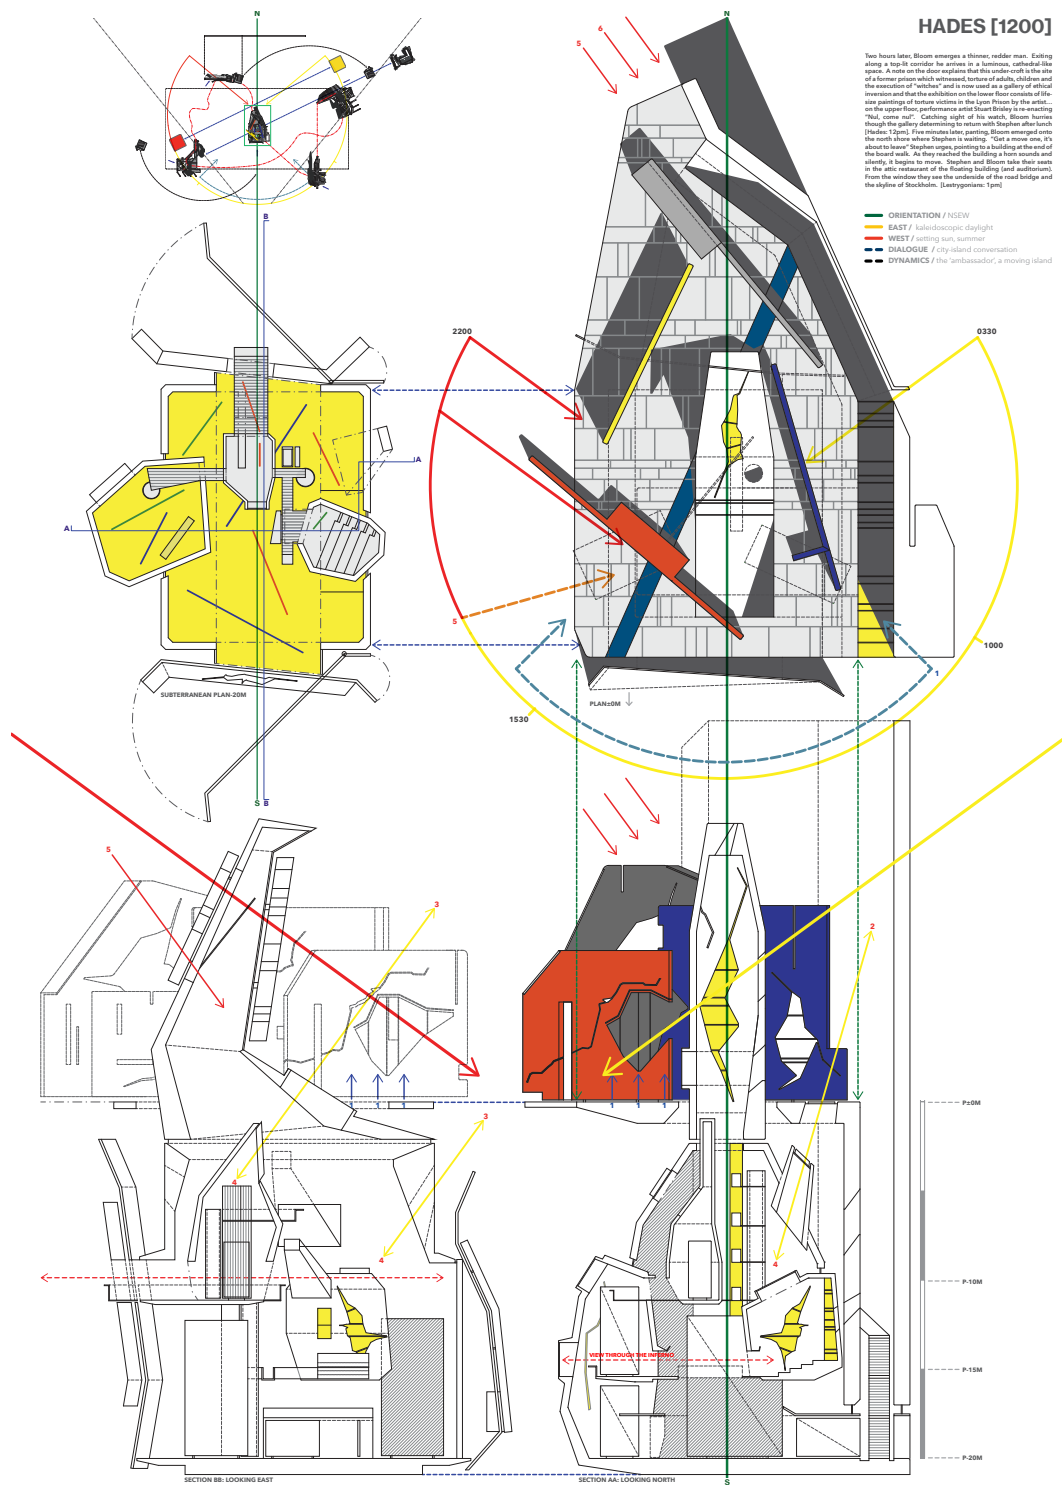 HADES [1200]
Two hours later, Bloom emerges a thinner, redder man. Exiting
along a top-lit corridor he arrives in a luminous, cathedral-like
space. A note on the door explains that this under-croft is the site
of a former prison which witnessed, torture of adults, children and
the execution of "witches" and is now used as a gallery of ethical
inversion and that the exhibition on the lower floor consists of life-
size paintings of torture victims in the Lyon Prison by the artist...
on the upper floor, performance artist Stuart Brisley is re-enacting
"Nul, come nul". Catching sight of his watch, Bloom hurries
though the gallery determining to return with Stephen after lunch
[Hades: 12pm]. Five minutes later, panting, Bloom emerged onto
the north shore where Stephen is waiting. "Get a move one, it's
about to leave" Stephen urges, pointing to a building at the end of
the board walk. As they reached the building a horn sounds and
silently, it begins to move. Stephen and Bloom take their seats
in the attic restaurant of the floating building (and auditorium).
From the window they see the underside of the road bridge and
the skyline of Stockholm. [Lestrygonians: 1pm]
ORIENTATION / NSEW
EAST / kaleidoscopic daylight
WEST / setting sun, summer
DIALOGUE / city-island conversation
DYNAMICS / the 'ambassador', a moving island
N
N
5
6
B
A
A
S B
SUBTERRANEAN PLAN-20M
2200
0330
1000
1530
5
1
PLAN±0M
5
3
2
1
1
1
1
1
1
3
4
4
4
P±0M
P-10M
P-15M
P-20M
VIEW THROUGH THE INFERNO
SECTION BB: LOOKING EAST
SECTION AA: LOOKING NORTH
S